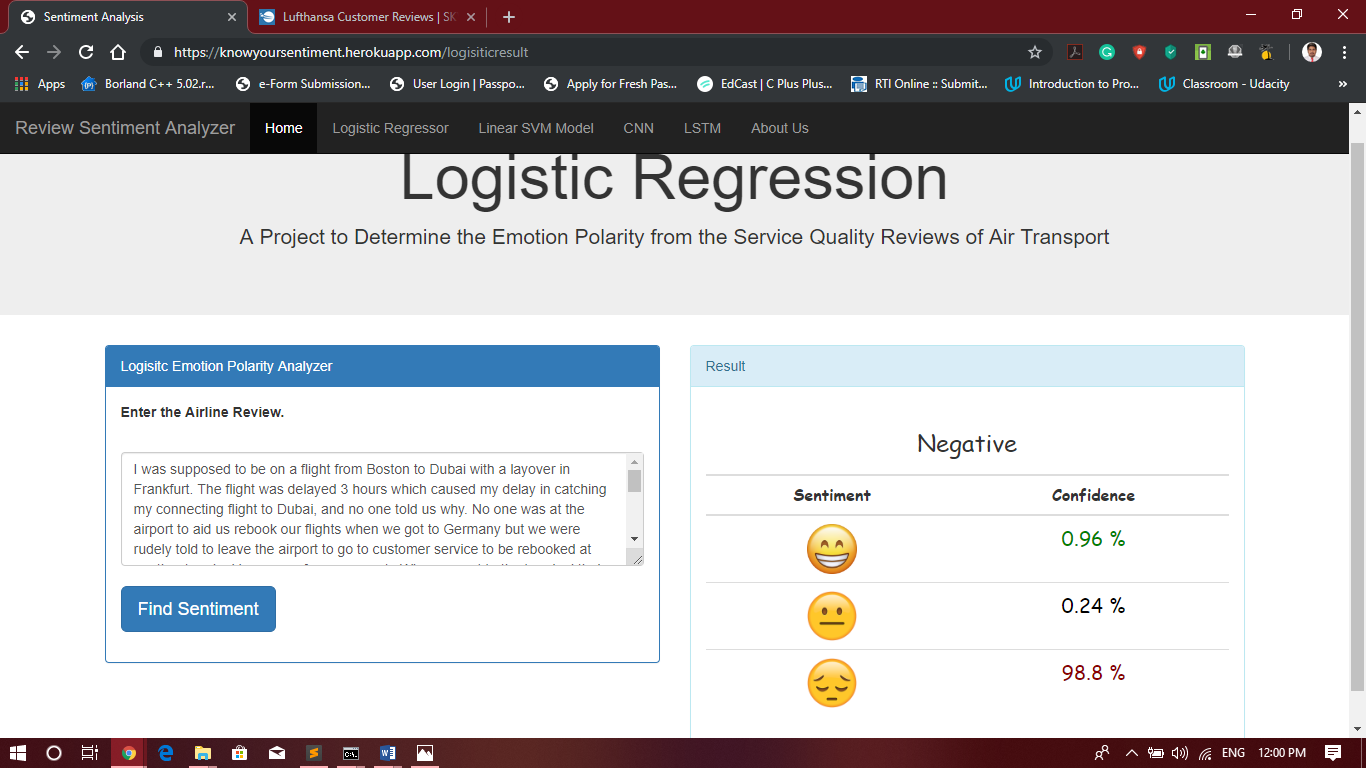 Sentiment Analysis
Lufthansa Customer Reviews | SK
https://knowyoursentiment.herokuapp.com/logisiticresult
Apps
Borland C++ 5.02.r...
e-Form Submission...
User Login | Passpo...
Apply for Fresh Pas...
EdCast | C Plus Plus...
RTI Online :: Submit...
Introduction to Pro...
Classroom - Udacity
»
Review Sentiment Analyzer
Home
Logistic Regressor
Linear SVM Model
CNN
LSTM
About Us
Logistic Regression
A Project to Determine the Emotion Polarity from the Service Quality Reviews of Air Transport
Logisitc Emotion Polarity Analyzer
Enter the Airline Review.
I was supposed to be on a flight from Boston to Dubai with a layover in
Frankfurt. The flight was delayed 3 hours which caused my delay in catching
my connecting flight to Dubai, and no one told us why. No one was at the
airport to aid us rebook our flights when we got to Germany but we were
rudely told to leave the airport to go to customer service to be rebooked at
Find Sentiment
Result
Negative
Sentiment Confidence
0.96 %
0.24 %
98.8 %
ENG
12:00 PM